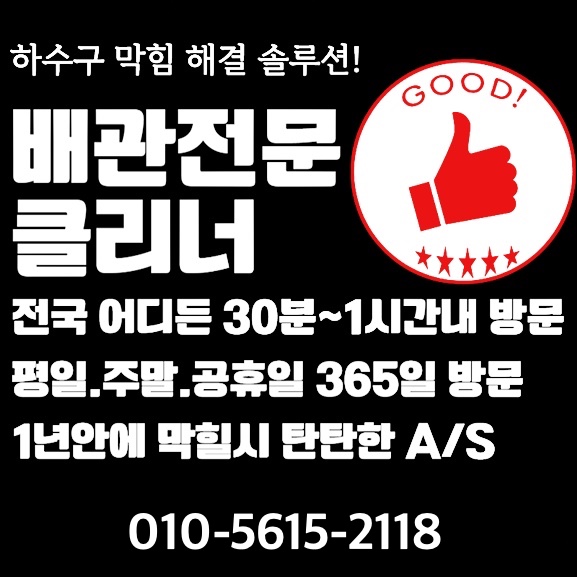 하수구 막힘 해결 솔루션!
GOOD!
배관전문
클리너
전국 어디든 30분~1시간내 방문
평일.주말.공휴일 365일 방문
1년안에 막힐시 탄탄한 A/S
010-5615-2118